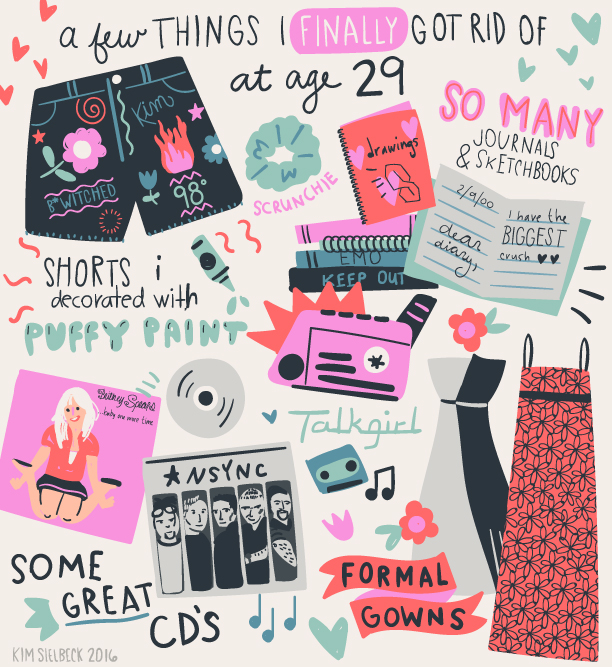 a few THINGS I FINALLY GOT RID OF
at age 29
Kim
B*WITCHED
98°
SCRUNCHIE
drawings
SO MANY
JOURNALS
& SKETCHBOOKS
2/9/00
dear
diary,
I have the
BIGGEST
crush
EMO
KEEP OUT
SHORTS i
decorated with
PUFFY PAINT
Talkgirl
Britney Spears
...baby one more time
*NSYNC
SOME
GREAT
CD'S
FORMAL
GOWNS
KIM SIELBECK 2016